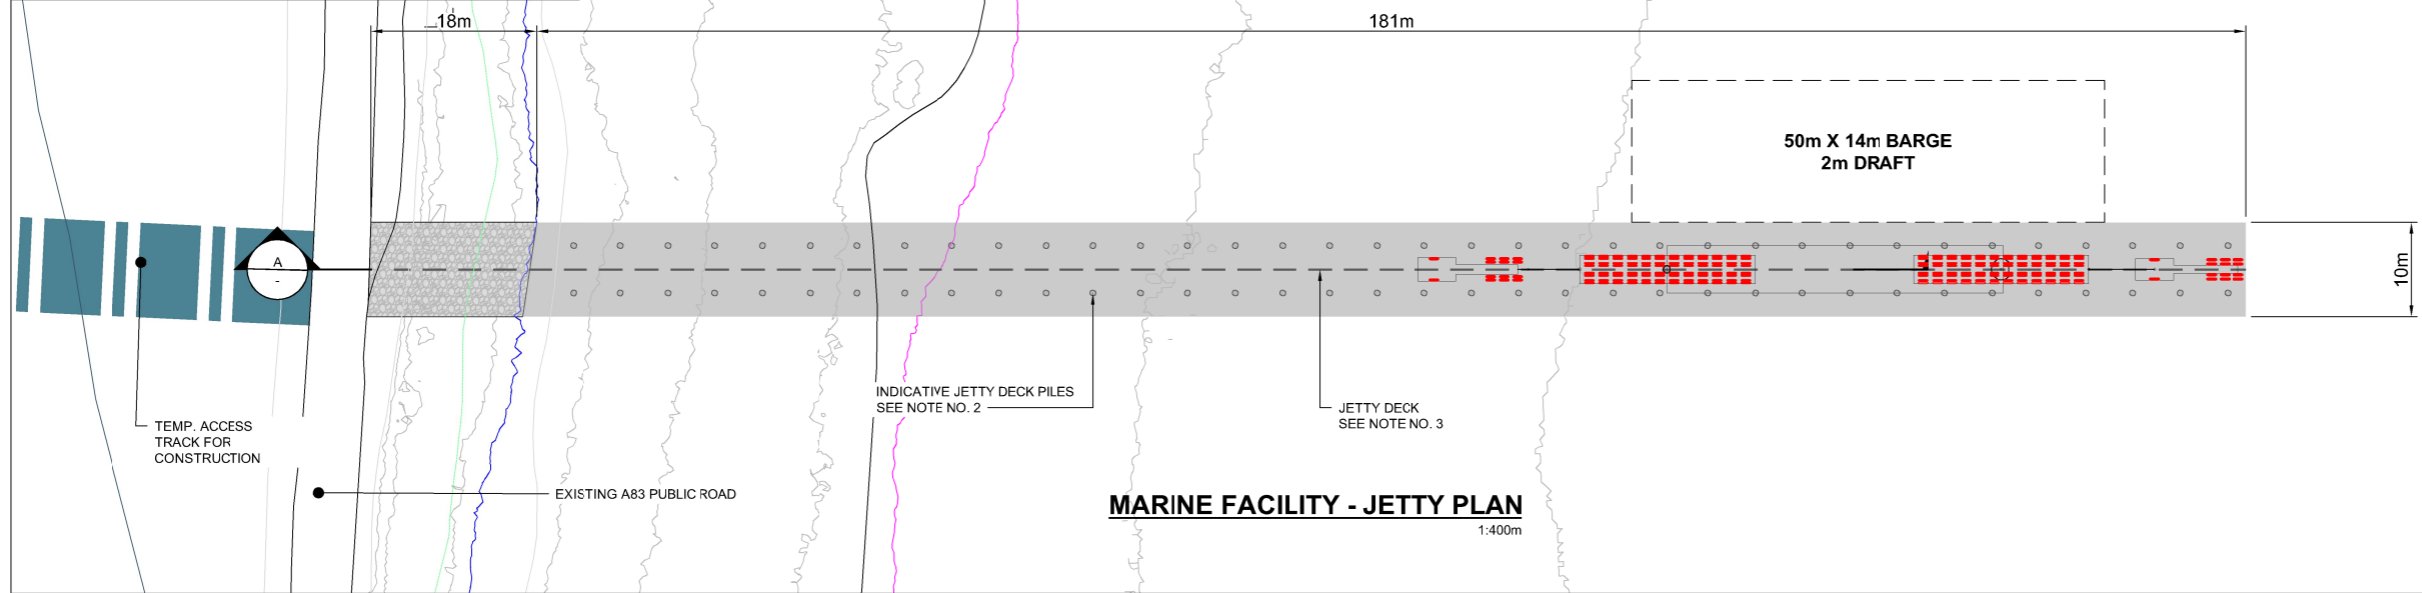 18m
181m
50m X 14m BARGE
2m DRAFT
A
-
10m
INDICATIVE JETTY DECK PILES
SEE NOTE NO. 2
JETTY DECK
SEE NOTE NO. 3
TEMP. ACCESS
TRACK FOR
CONSTRUCTION
EXISTING A83 PUBLIC ROAD
MARINE FACILITY - JETTY PLAN
1:400m